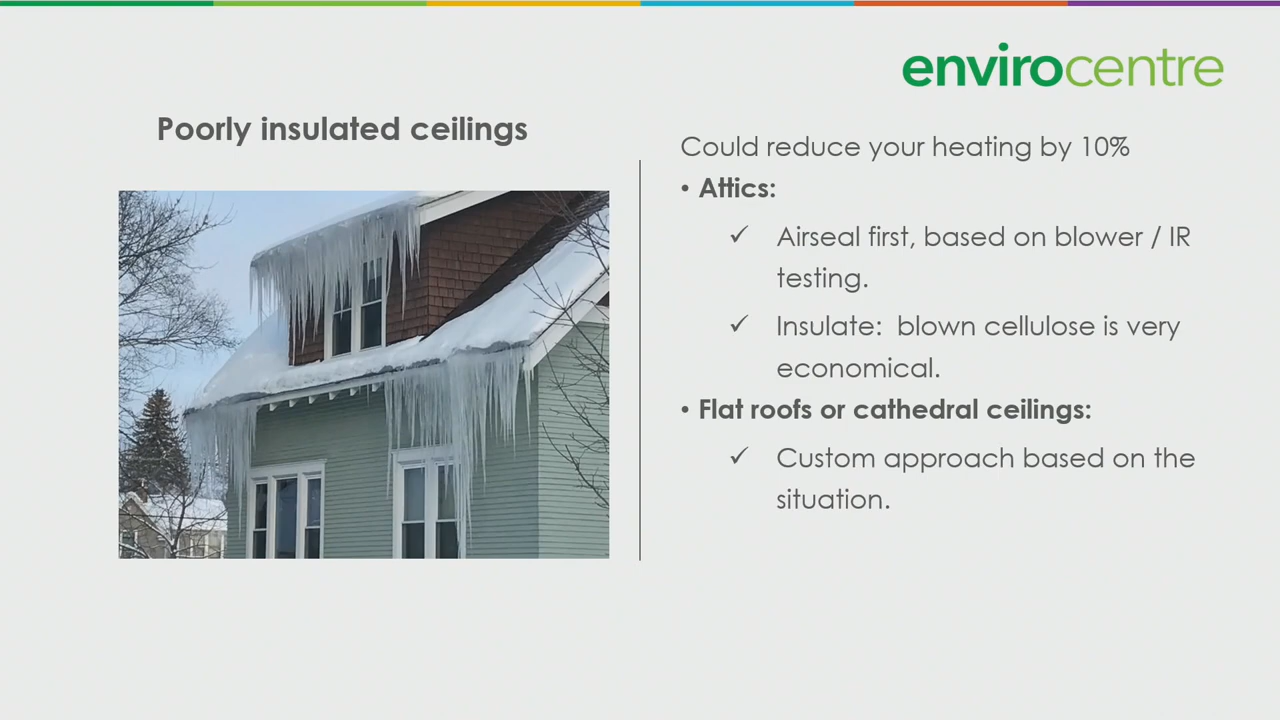 envirocentre
Poorly insulated ceilings
Could reduce your heating by 10%
• Attics:
✓ Airseal first, based on blower / IR
testing.
✓ Insulate:  blown cellulose is very
economical.
• Flat roofs or cathedral ceilings:
✓ Custom approach based on the
situation.